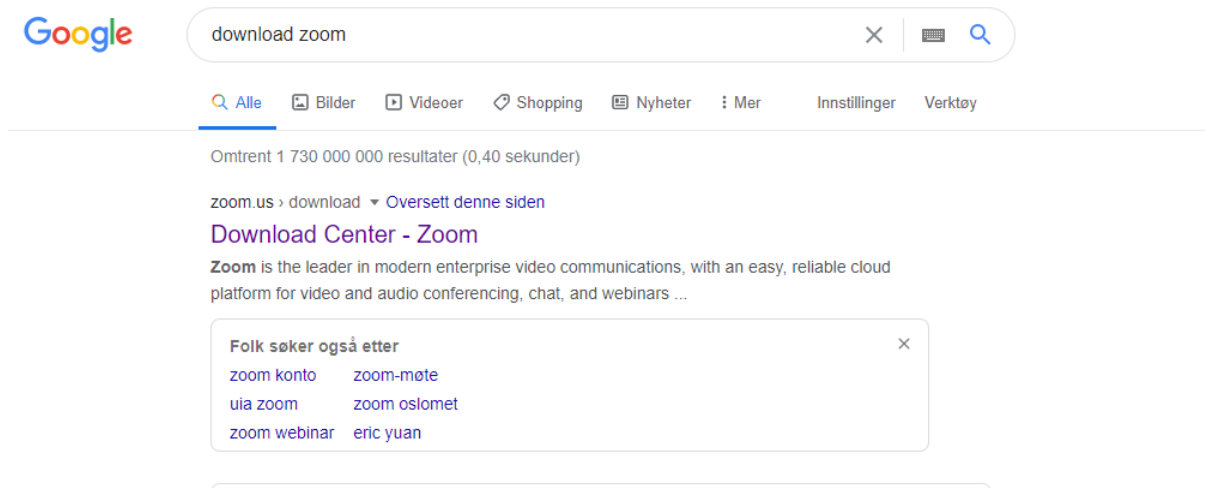 Google
download zoom
Alle Bilder Videoer Shopping Nyheter Mer Innstillinger Verktøy
Omtrent 1 730 000 000 resultater (0,40 sekunder)
zoom.us › download Oversett denne siden
Download Center - Zoom
Zoom is the leader in modern enterprise video communications, with an easy, reliable cloud
platform for video and audio conferencing, chat, and webinars ...
Folk søker også etter
zoom konto zoom-møte
uia zoom zoom oslomet
zoom webinar eric yuan